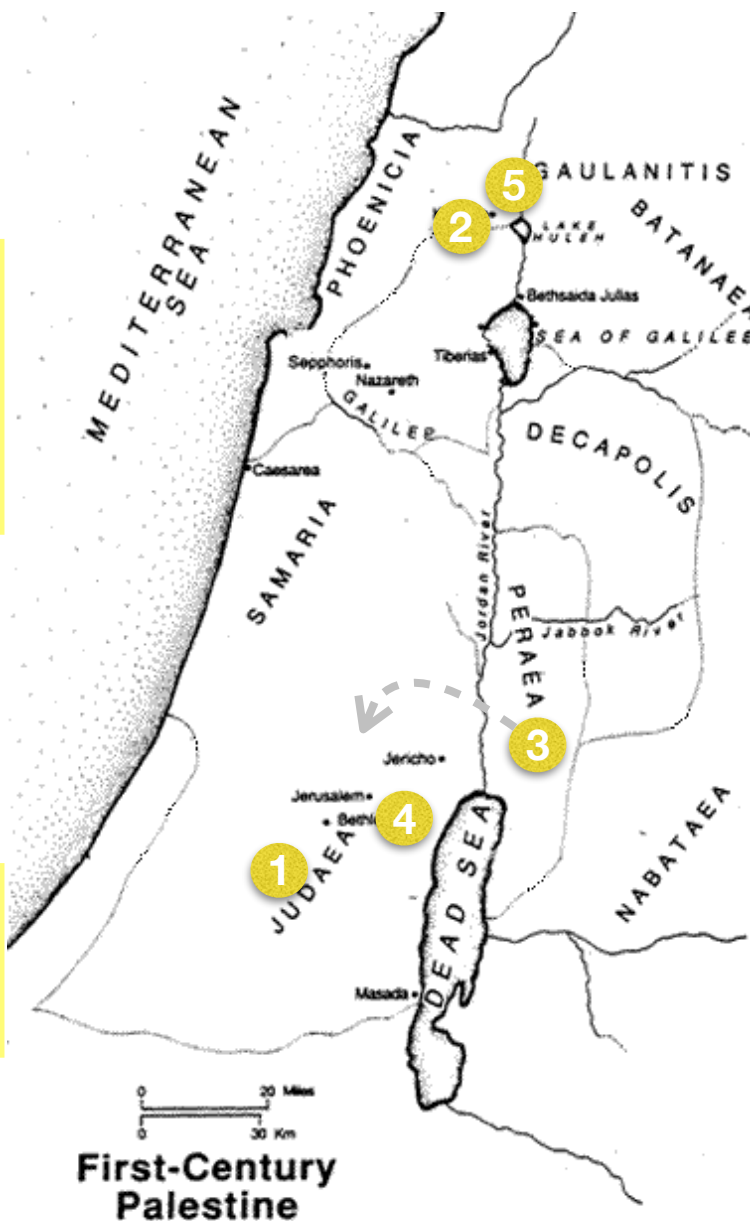 MEDITERRANEAN
SEA
PHOENICIA
5
GAULANITIS
2
LAKE
HULEH
BATANAEA
Bethsaida Julias
SEA OF GALILEE
Tiberias
Sepphoris
Nazareth
GALILEE
DECAPOLIS
Caesarea
SAMARIA
Jordan River
PERAEA
Jabbok River
3
Jericho
Jerusalem
4
1
JUDAEA
DEAD SEA
NABATAEA
Masada
0 20 Miles
0 30 Km
First-Century
Palestine